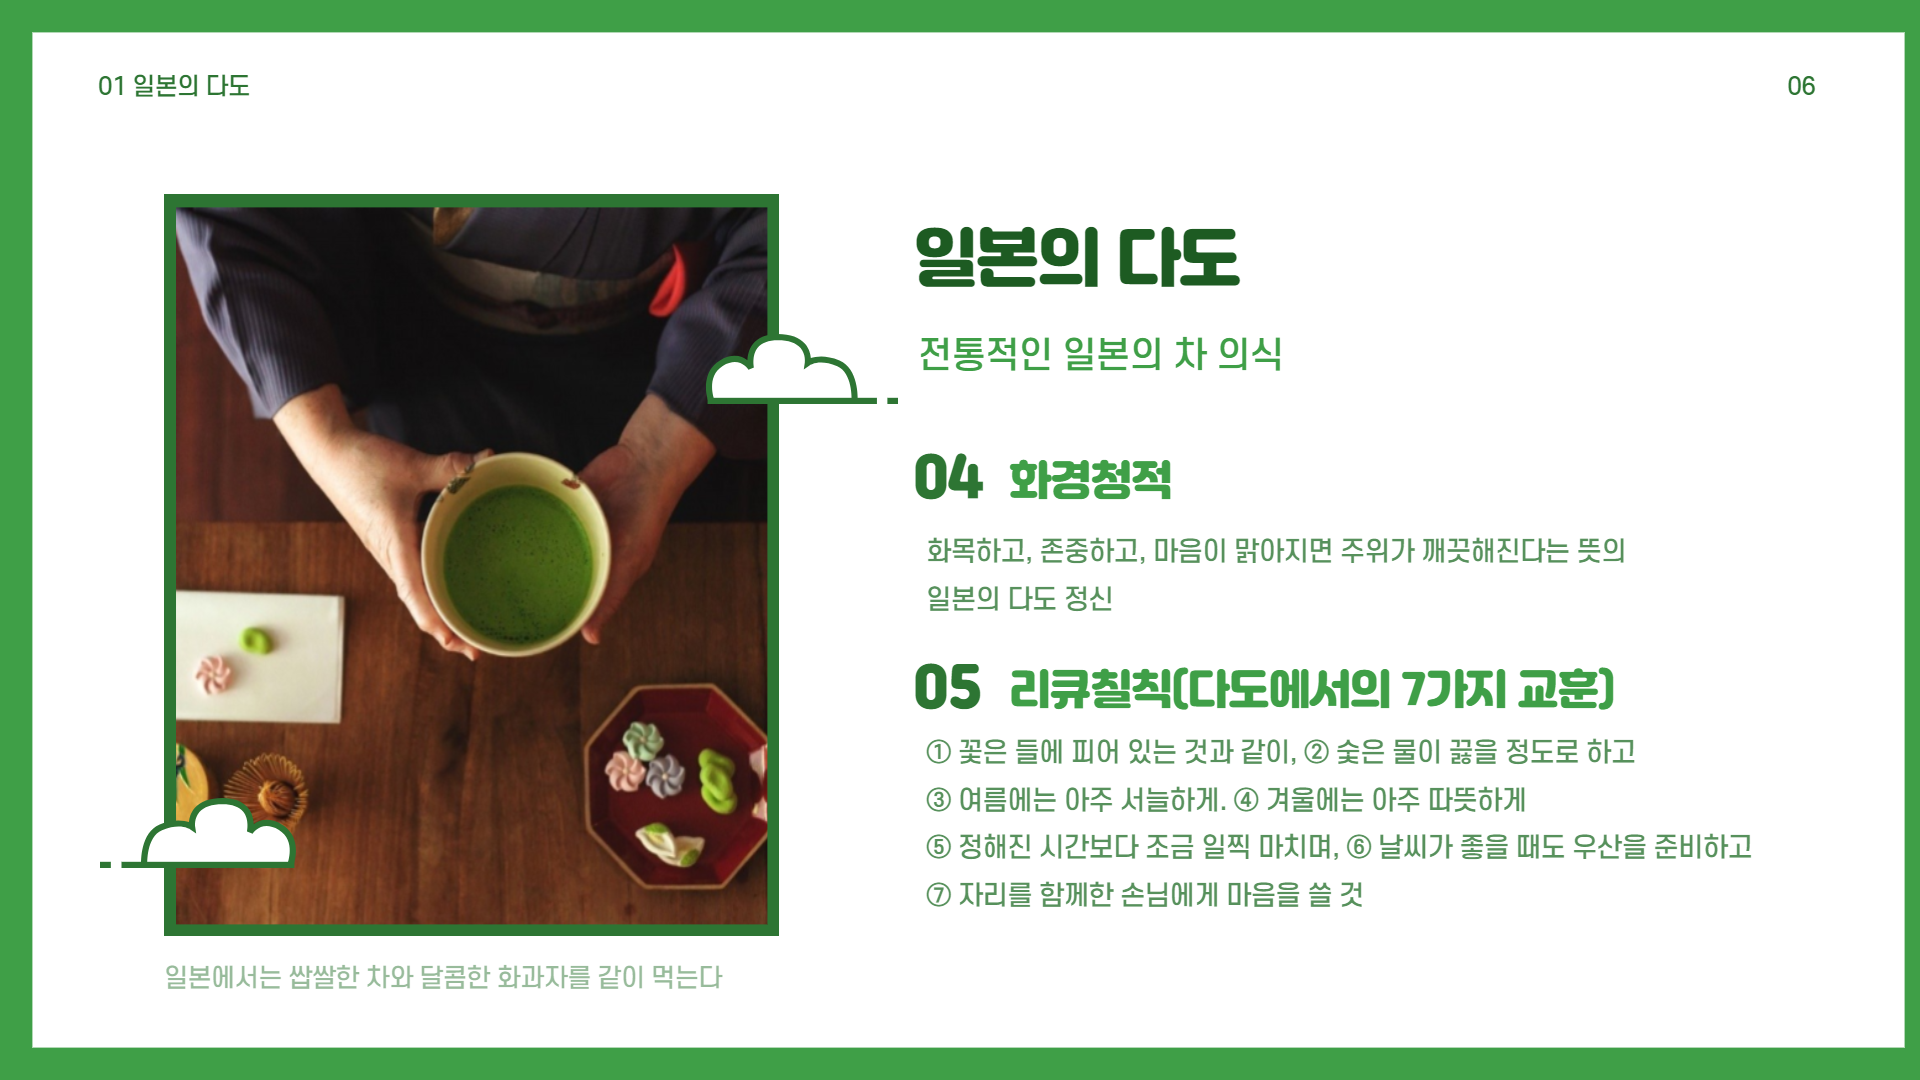 01 일본의 다도
06
일본의 다도
전통적인 일본의 차 의식
04 화경청적
화목하고, 존중하고, 마음이 맑아지면 주위가 깨끗해진다는 뜻의
일본의 다도 정신
05 리큐칠칙(다도에서의 7가지 교훈)
① 꽃은 들에 피어 있는 것과 같이, ② 숯은 물이 끓을 정도로 하고
③ 여름에는 아주 서늘하게. ④ 겨울에는 아주 따뜻하게
⑤ 정해진 시간보다 조금 일찍 마치며, ⑥ 날씨가 좋을 때도 우산을 준비하고
⑦ 자리를 함께한 손님에게 마음을 쓸 것
일본에서는 쌉쌀한 차와 달콤한 화과자를 같이 먹는다